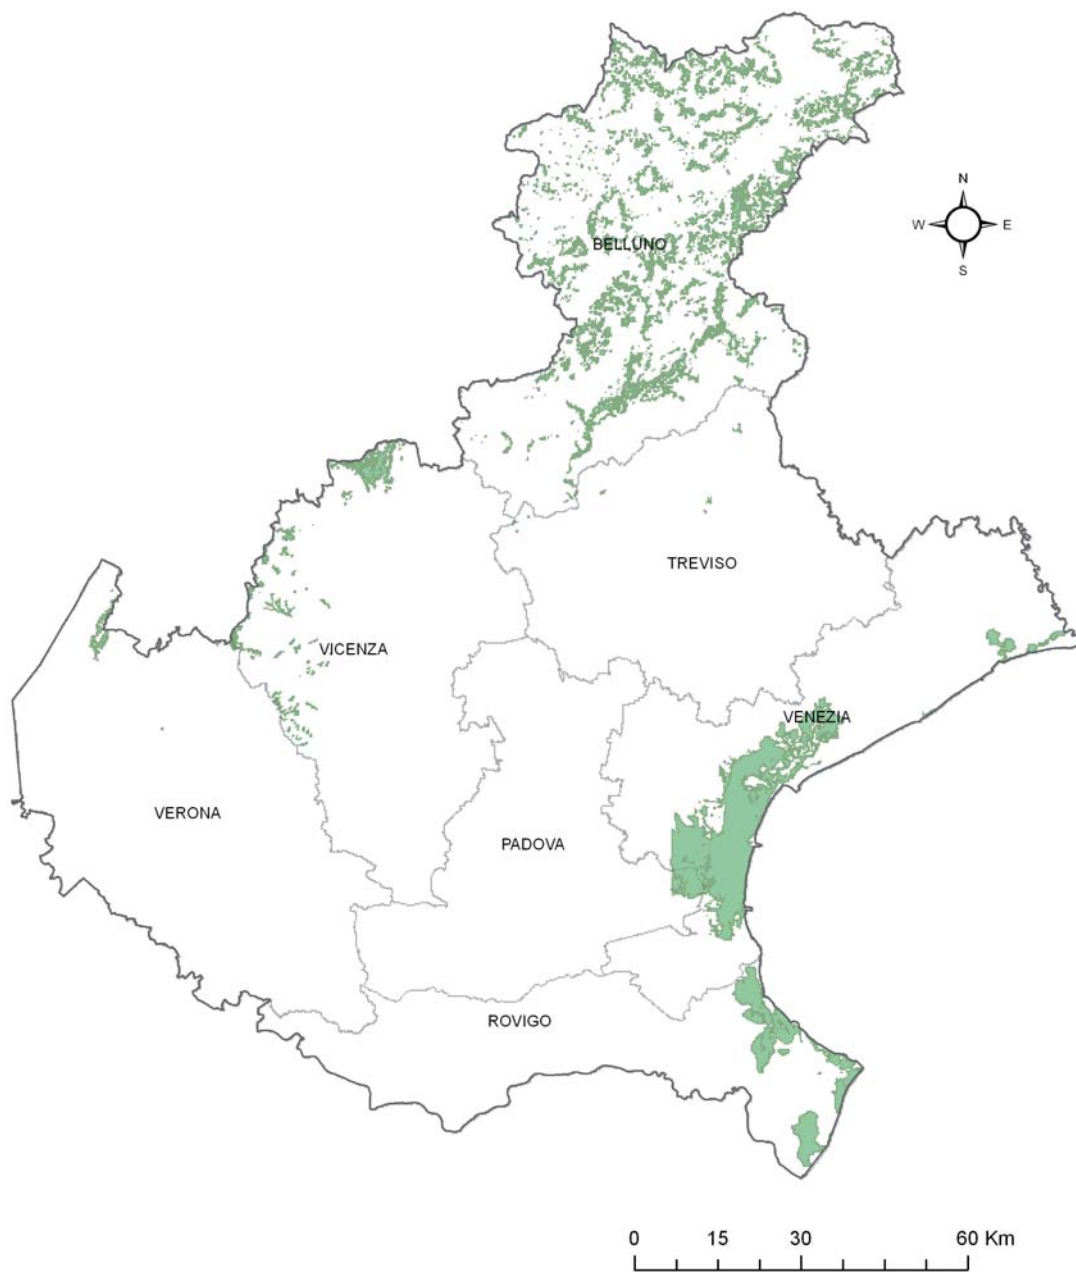 N
W E
S
BELLUNO
TREVISO
VICENZA
VENEZIA
VERONA
PADOVA
ROVIGO
0 15 30 60 Km